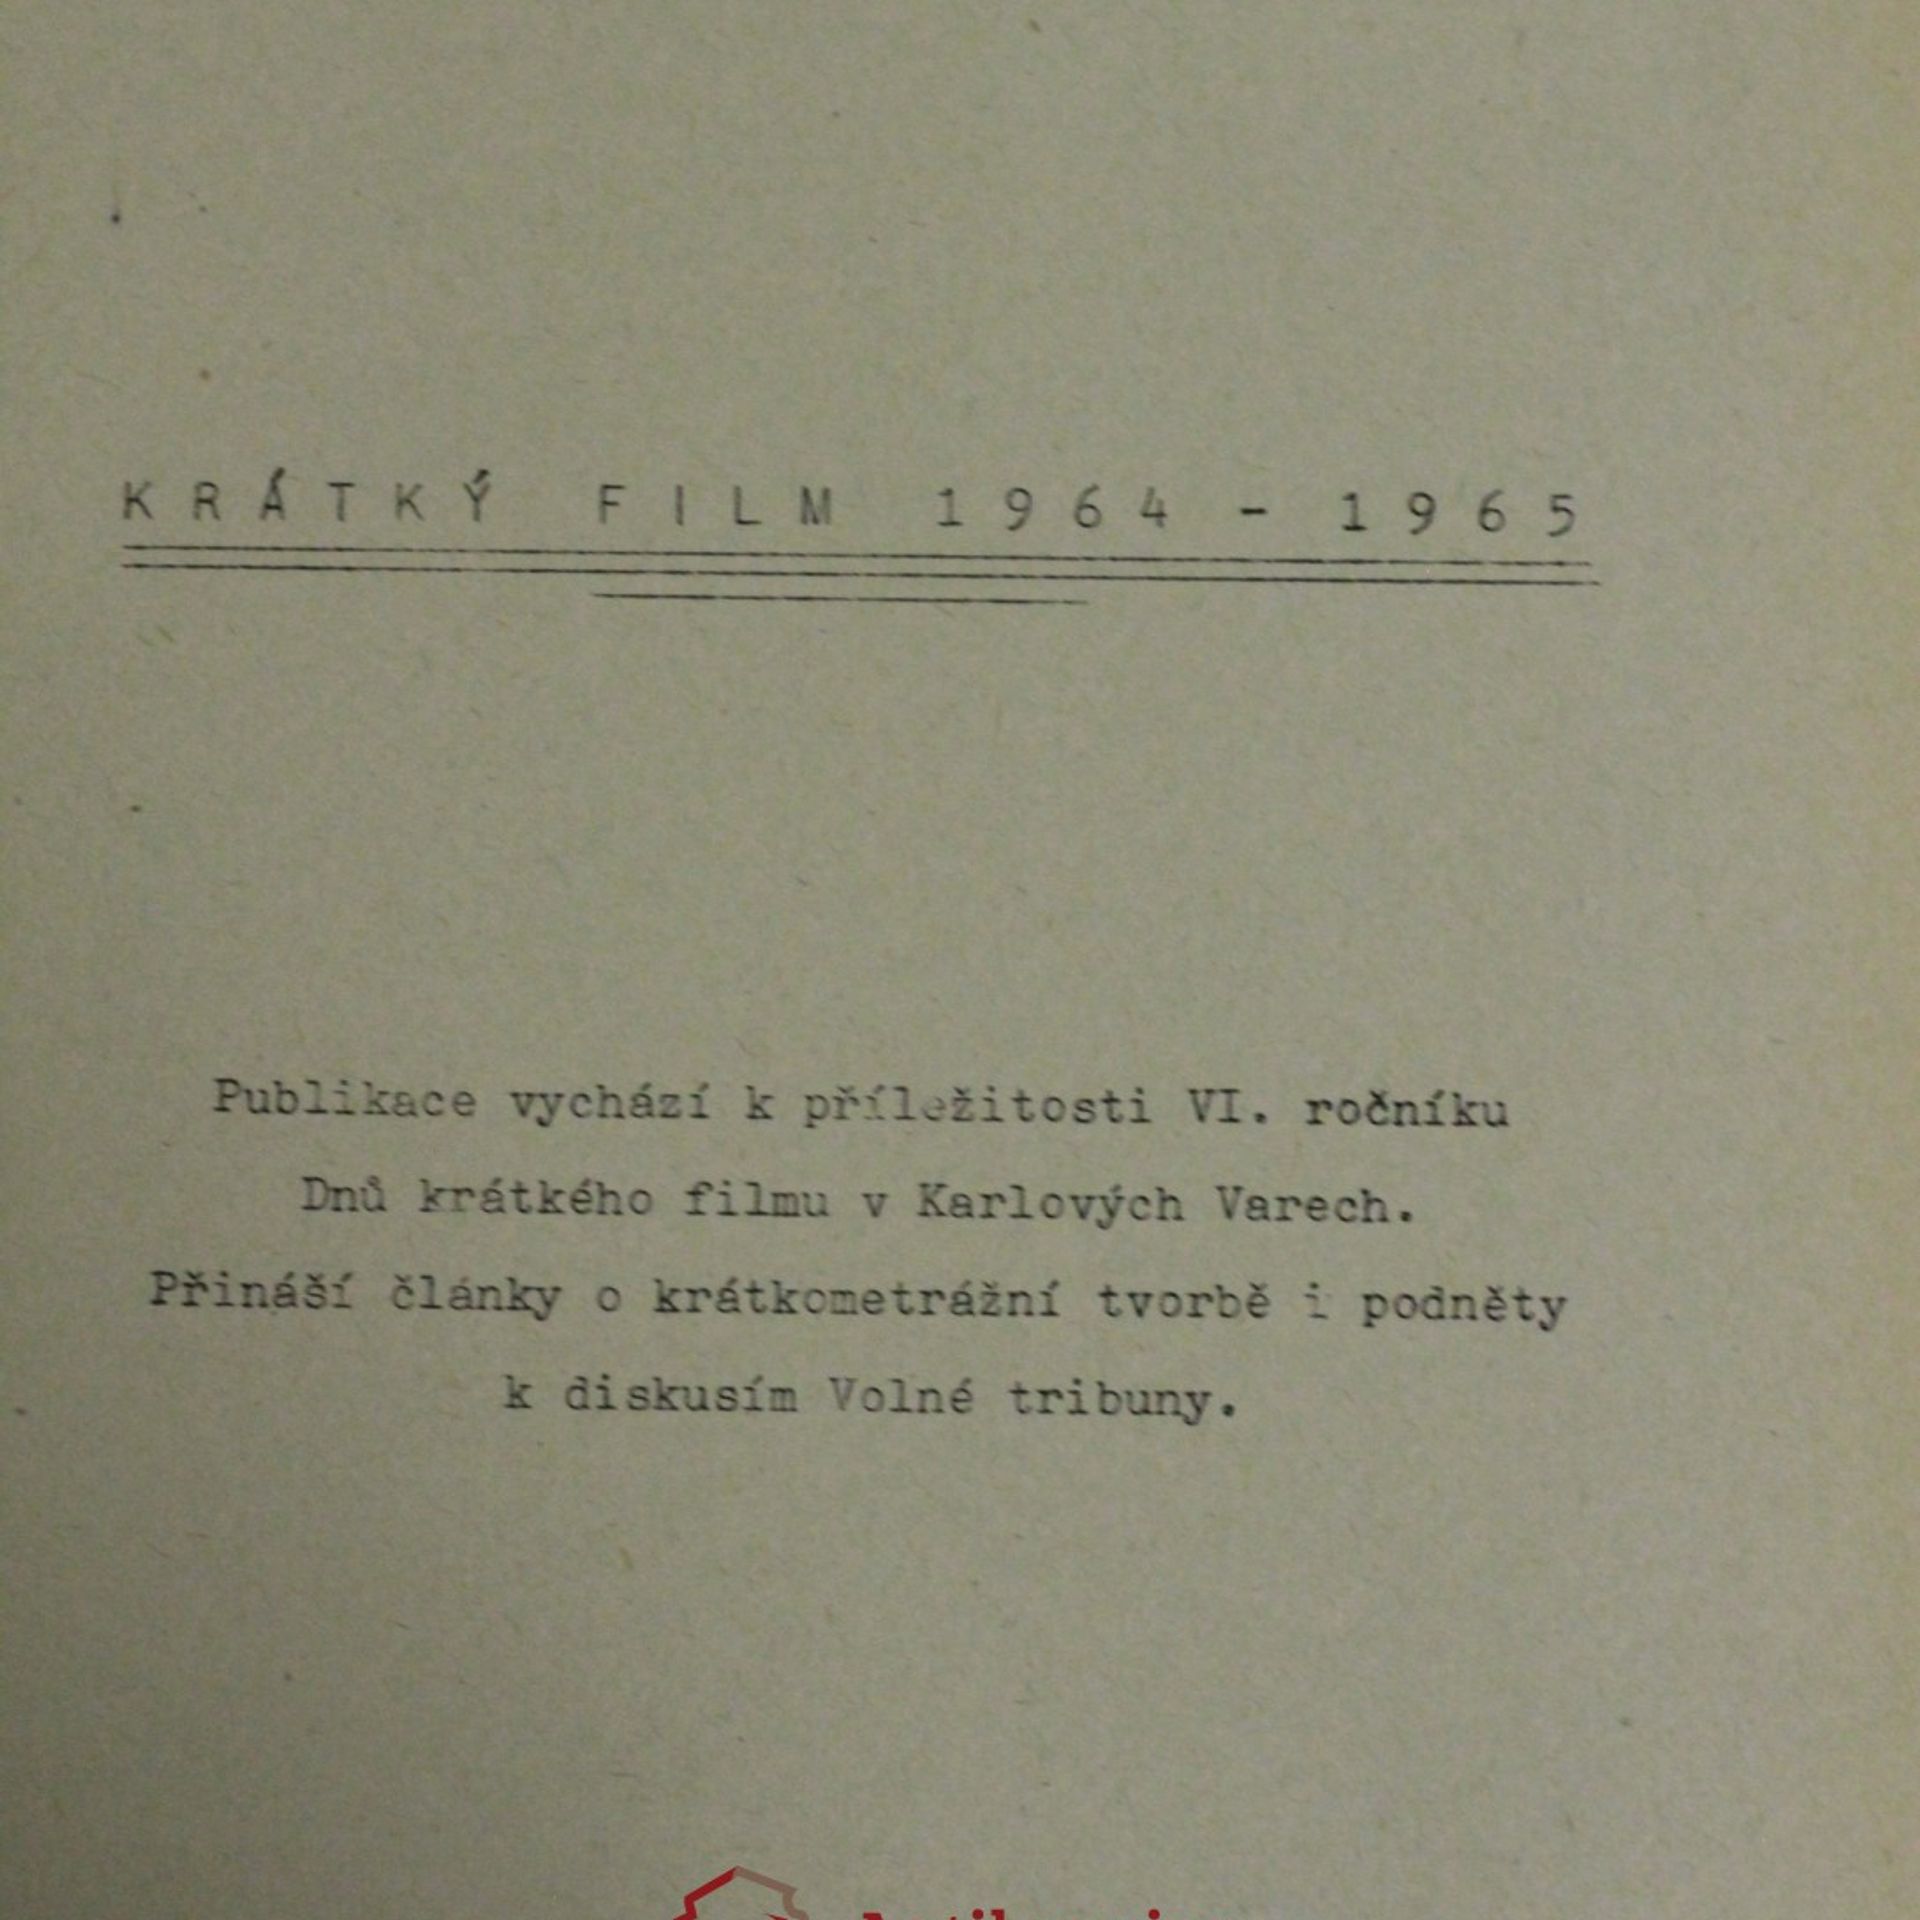 KRÁTKÝ FILM 1964 - 1965
Publikace vychází k příležitosti VI. ročníku
Dnů krátkého filmu v Karlových Varech.
Přináší články o krátkometrážní tvorbě i podněty
k diskusím Volné tribuny.